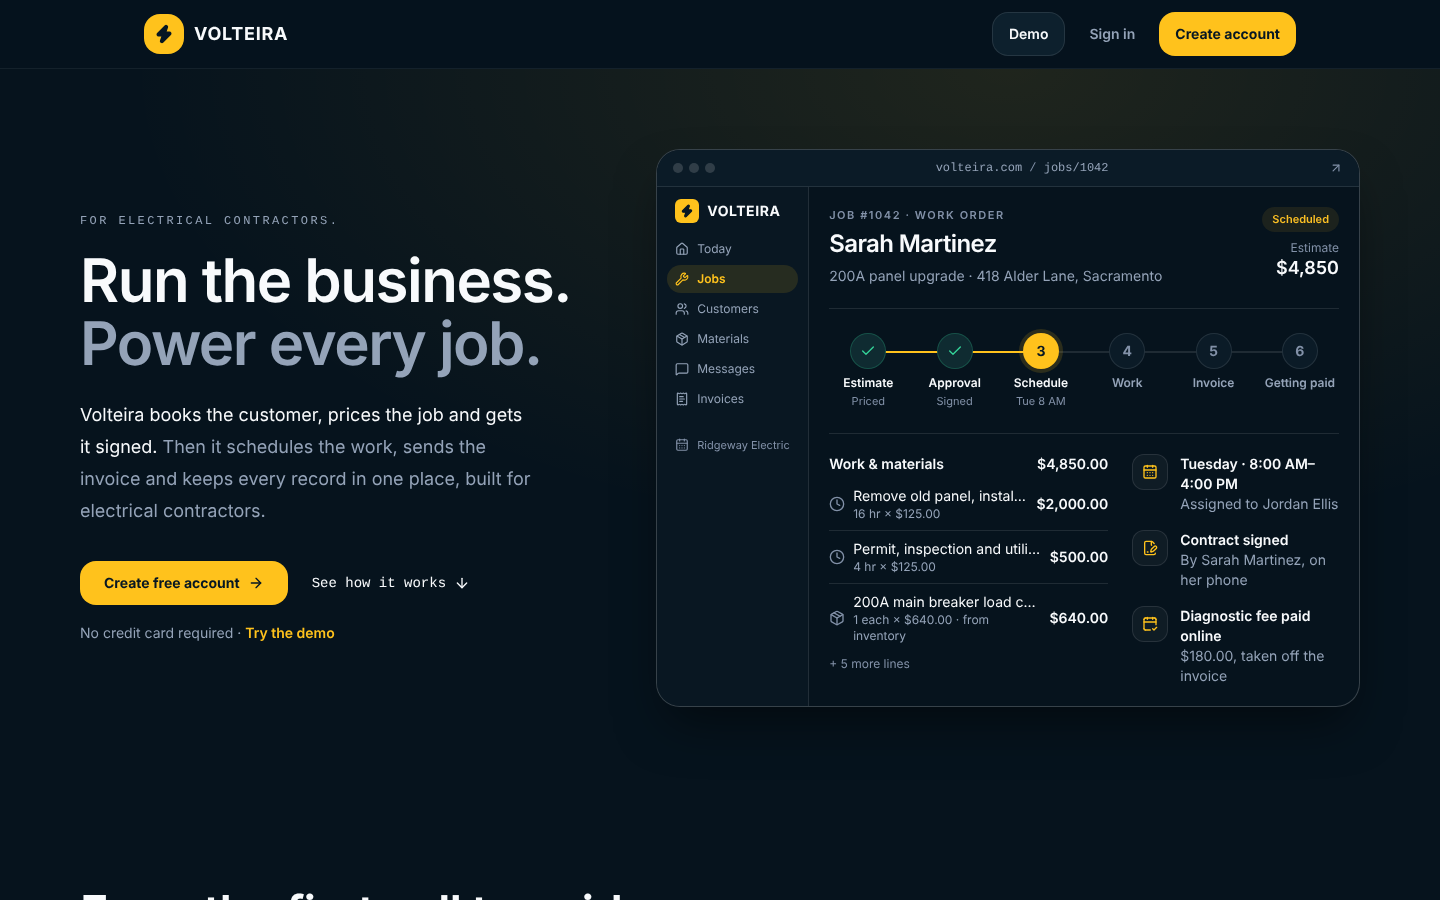 VOLTEIRA
Demo
Sign in
Create account
FOR ELECTRICAL CONTRACTORS.
Run the business.
Power every job.
Volteira books the customer, prices the job and gets
it signed. Then it schedules the work, sends the
invoice and keeps every record in one place, built for
electrical contractors.
Create free account
See how it works
No credit card required · Try the demo
volteira.com / jobs/1042
VOLTEIRA
Today
Jobs
Customers
Materials
Messages
Invoices
Ridgeway Electric
JOB #1042 · WORK ORDER
Sarah Martinez
200A panel upgrade · 418 Alder Lane, Sacramento
Scheduled
Estimate
$4,850
3
4
5
6
Estimate
Approval
Schedule
Work
Invoice
Getting paid
Priced
Signed
Tue 8 AM
Work & materials $4,850.00
Remove old panel, instal... $2,000.00
16 hr × $125.00
Permit, inspection and utili... $500.00
4 hr × $125.00
200A main breaker load c... $640.00
1 each × $640.00 · from
inventory
+ 5 more lines
Tuesday · 8:00 AM–
4:00 PM
Assigned to Jordan Ellis
Contract signed
By Sarah Martinez, on
her phone
Diagnostic fee paid
online
$180.00, taken off the
invoice